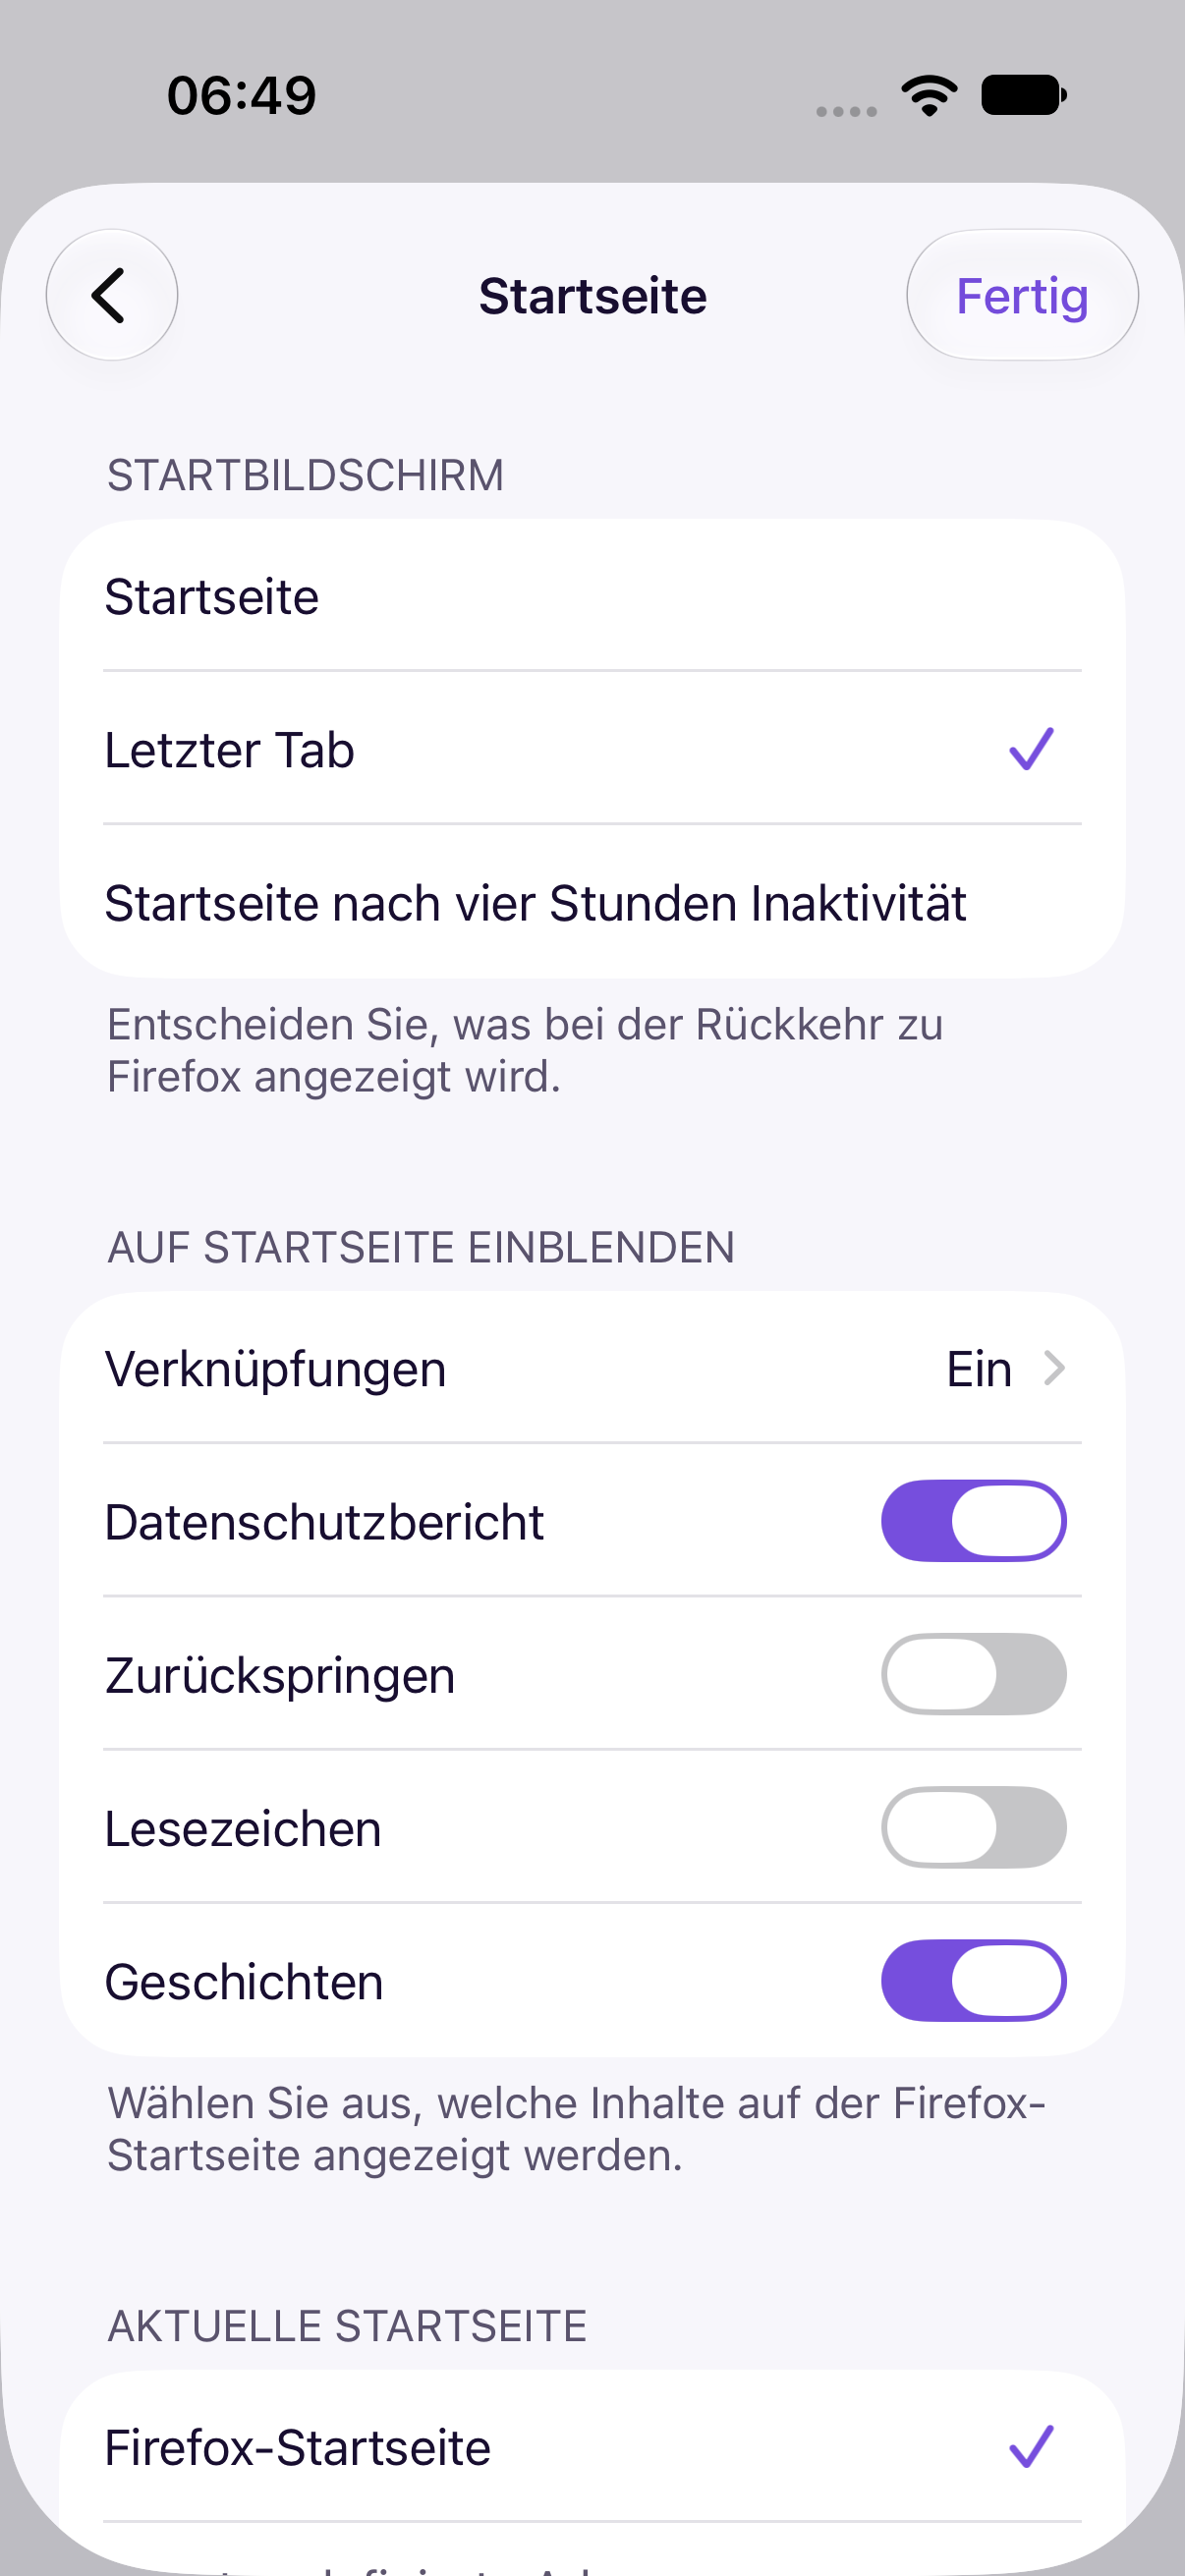 06:49
Startseite
Fertig
STARTBILDSCHIRM
Startseite
Letzter Tab
Startseite nach vier Stunden Inaktivität
Entscheiden Sie, was bei der Rückkehr zu
Firefox angezeigt wird.
AUF STARTSEITE EINBLENDEN
Verknüpfungen
Ein
Datenschutzbericht
Zurückspringen
Lesezeichen
Geschichten
Wählen Sie aus, welche Inhalte auf der Firefox-
Startseite angezeigt werden.
AKTUELLE STARTSEITE
Firefox-Startseite